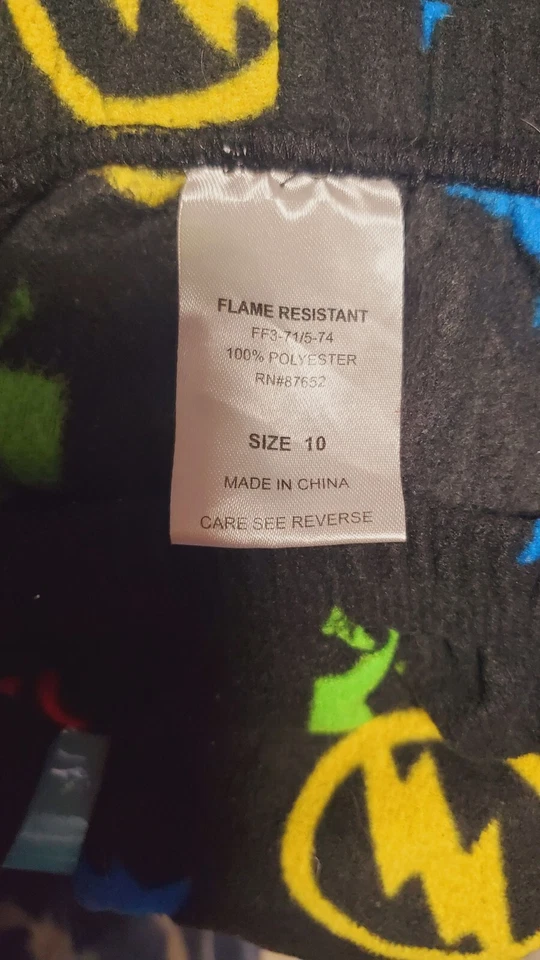 FLAME RESISTANT
FF3-71/5-74
100% POLYESTER
RN#87652
SIZE 10
MADE IN CHINA
CARE SEE REVERSE